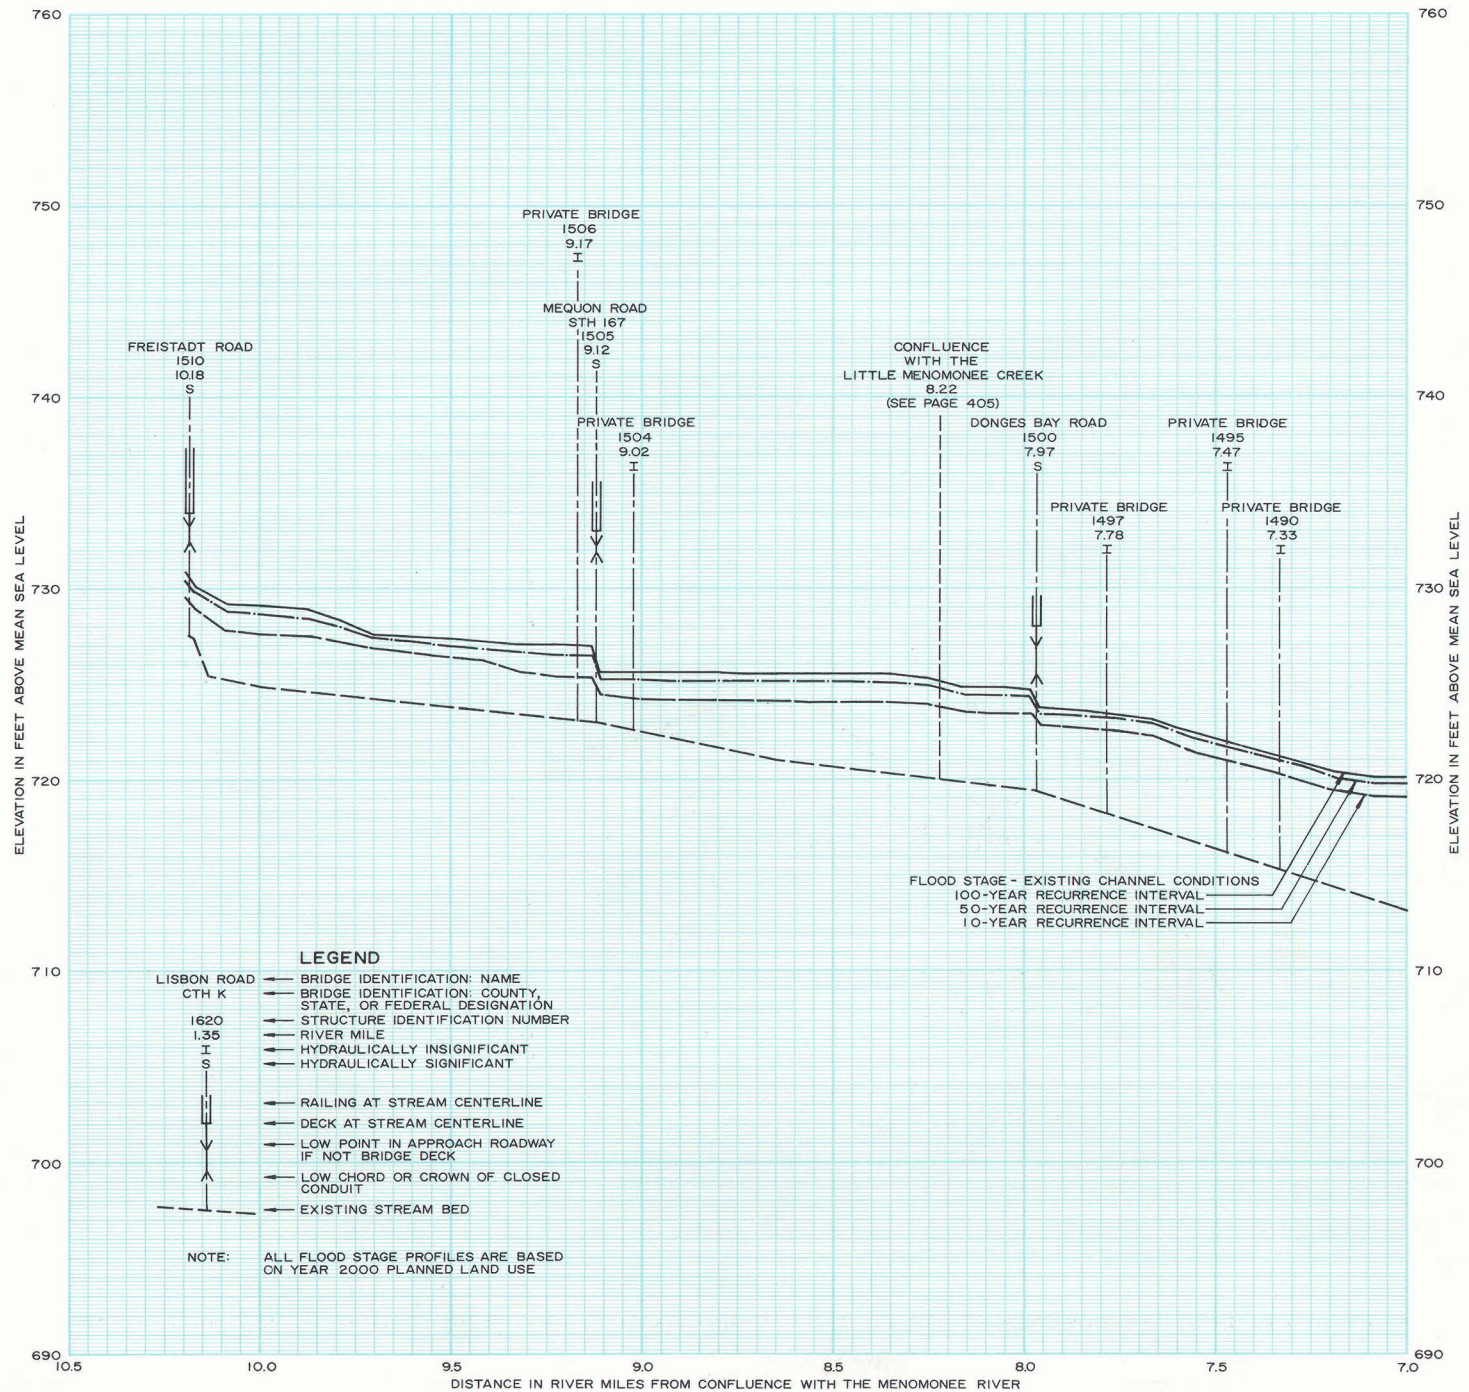 760
760
750
750
PRIVATE BRIDGE
1506
9.17
I
MEQUON ROAD
STH 167
1505
9.12
S
FREISTADT ROAD
1510
10.18
S
CONFLUENCE
WITH THE
LITTLE MENOMONEE CREEK
8.22
(SEE PAGE 405)
740
740
PRIVATE BRIDGE
1504
9.02
I
DONGES BAY ROAD
1500
7.97
S
PRIVATE BRIDGE
1495
7.47
I
PRIVATE BRIDGE
1497
7.78
I
PRIVATE BRIDGE
1490
7.33
I
ELEVATION IN FEET ABOVE MEAN SEA LEVEL
ELEVATION IN FEET ABOVE MEAN SEA LEVEL
730
730
720
720
FLOOD STAGE - EXISTING CHANNEL CONDITIONS
100-YEAR RECURRENCE INTERVAL
50-YEAR RECURRENCE INTERVAL
10-YEAR RECURRENCE INTERVAL
710
710
LEGEND
LISBON ROAD BRIDGE IDENTIFICATION: NAME
CTH K BRIDGE IDENTIFICATION: COUNTY,
STATE, OR FEDERAL DESIGNATION
1620 STRUCTURE IDENTIFICATION NUMBER
1.35 RIVER MILE
I HYDRAULICALLY INSIGNIFICANT
S HYDRAULICALLY SIGNIFICANT
RAILING AT STREAM CENTERLINE
DECK AT STREAM CENTERLINE
LOW POINT IN APPROACH ROADWAY
IF NOT BRIDGE DECK
700
700
LOW CHORD OR CROWN OF CLOSED
CONDUIT
EXISTING STREAM BED
NOTE: ALL FLOOD STAGE PROFILES ARE BASED
ON YEAR 2000 PLANNED LAND USE
690
690
10.5 10.0 9.5 9.0 8.5 8.0 7.5 7.0
DISTANCE IN RIVER MILES FROM CONFLUENCE WITH THE MENOMONEE RIVER